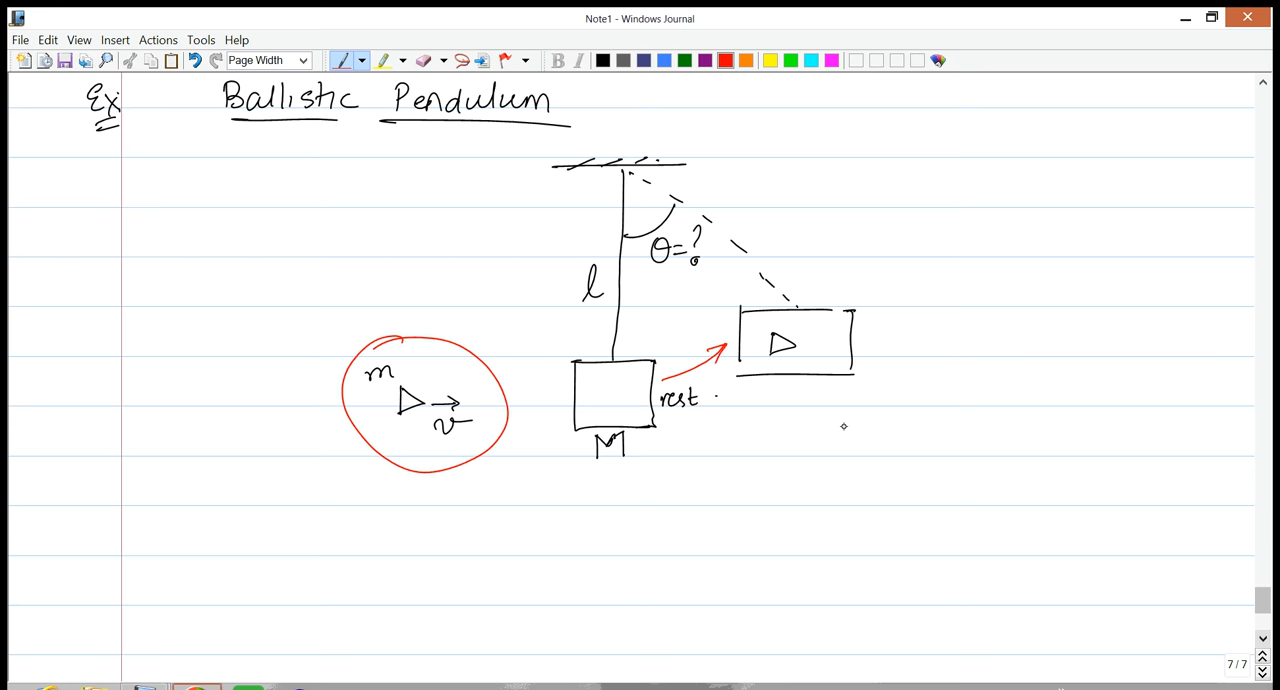 Note1 - Windows Journal
File Edit View Insert Actions Tools Help
Page Width B I
Ex Ballistic Pendulum
θ=?
l
m
v
rest .
M
7 / 7